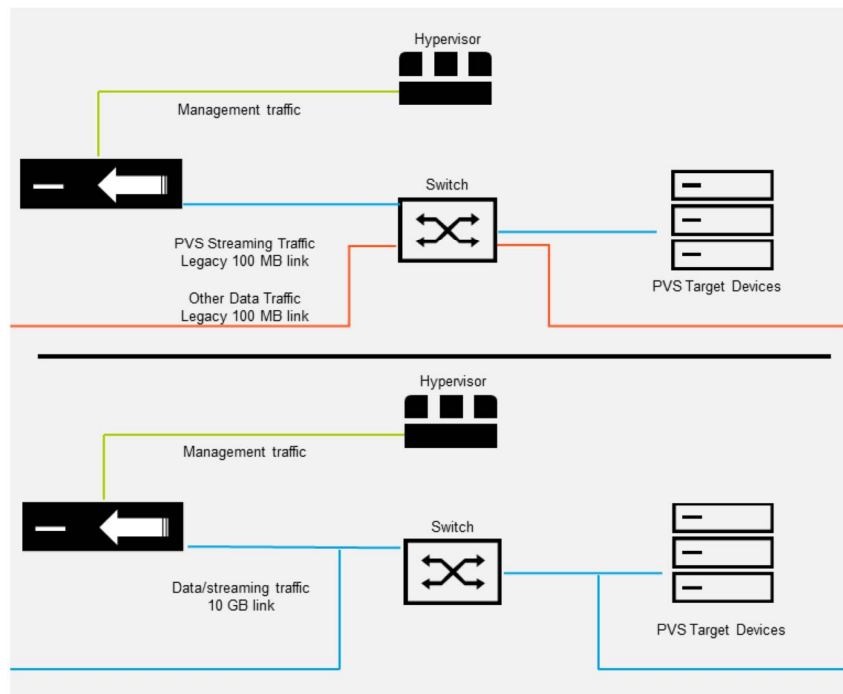 Hypervisor
Management traffic
Switch
PVS Streaming Traffic
Legacy 100 MB link
Other Data Traffic
Legacy 100 MB link
PVS Target Devices
Hypervisor
Management traffic
Switch
Data/streaming traffic
10 GB link
PVS Target Devices